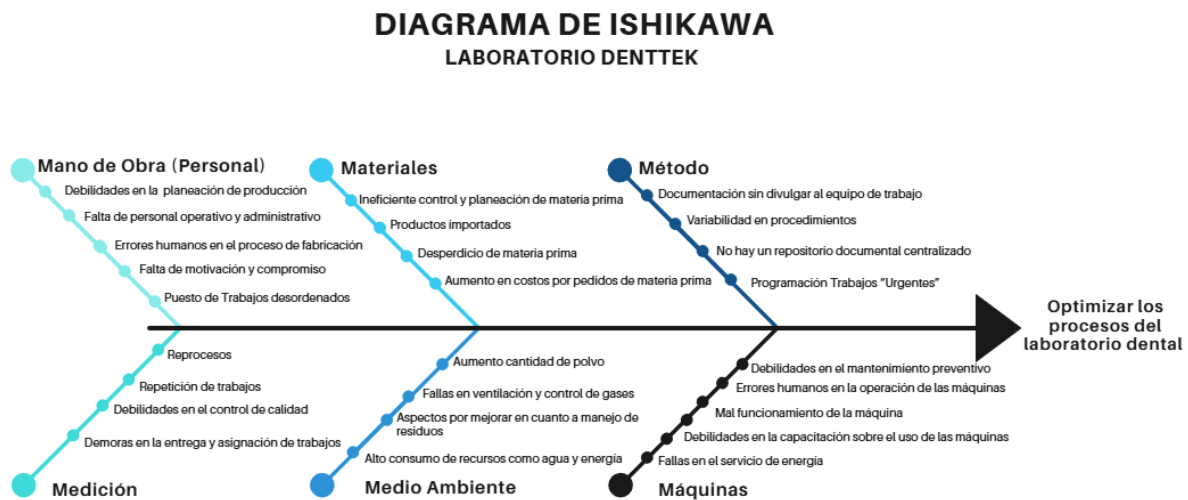 DIAGRAMA DE ISHIKAWA
LABORATORIO DENTTEK
Mano de Obra (Personal)
Debilidades en la planeación de producción
Falta de personal operativo y administrativo
Errores humanos en el proceso de fabricación
Falta de motivación y compromiso
Puesto de Trabajos desordenados
Materiales
Ineficiente control y planeación de materia prima
Productos importados
Desperdicio de materia prima
Aumento en costos por pedidos de materia prima
Método
Documentación sin divulgar al equipo de trabajo
Variabilidad en procedimientos
No hay un repositorio documental centralizado
Programación Trabajos “Urgentes”
Optimizar los
procesos del
laboratorio dental
Reprocesos
Repetición de trabajos
Debilidades en el control de calidad
Demoras en la entrega y asignación de trabajos
Medición
Aumento cantidad de polvo
Fallas en ventilación y control de gases
Aspectos por mejorar en cuanto a manejo de
residuos
Alto consumo de recursos como agua y energía
Medio Ambiente
Debilidades en el mantenimiento preventivo
Errores humanos en la operación de las máquinas
Mal funcionamiento de la máquina
Debilidades en la capacitación sobre el uso de las máquinas
Fallas en el servicio de energía
Máquinas